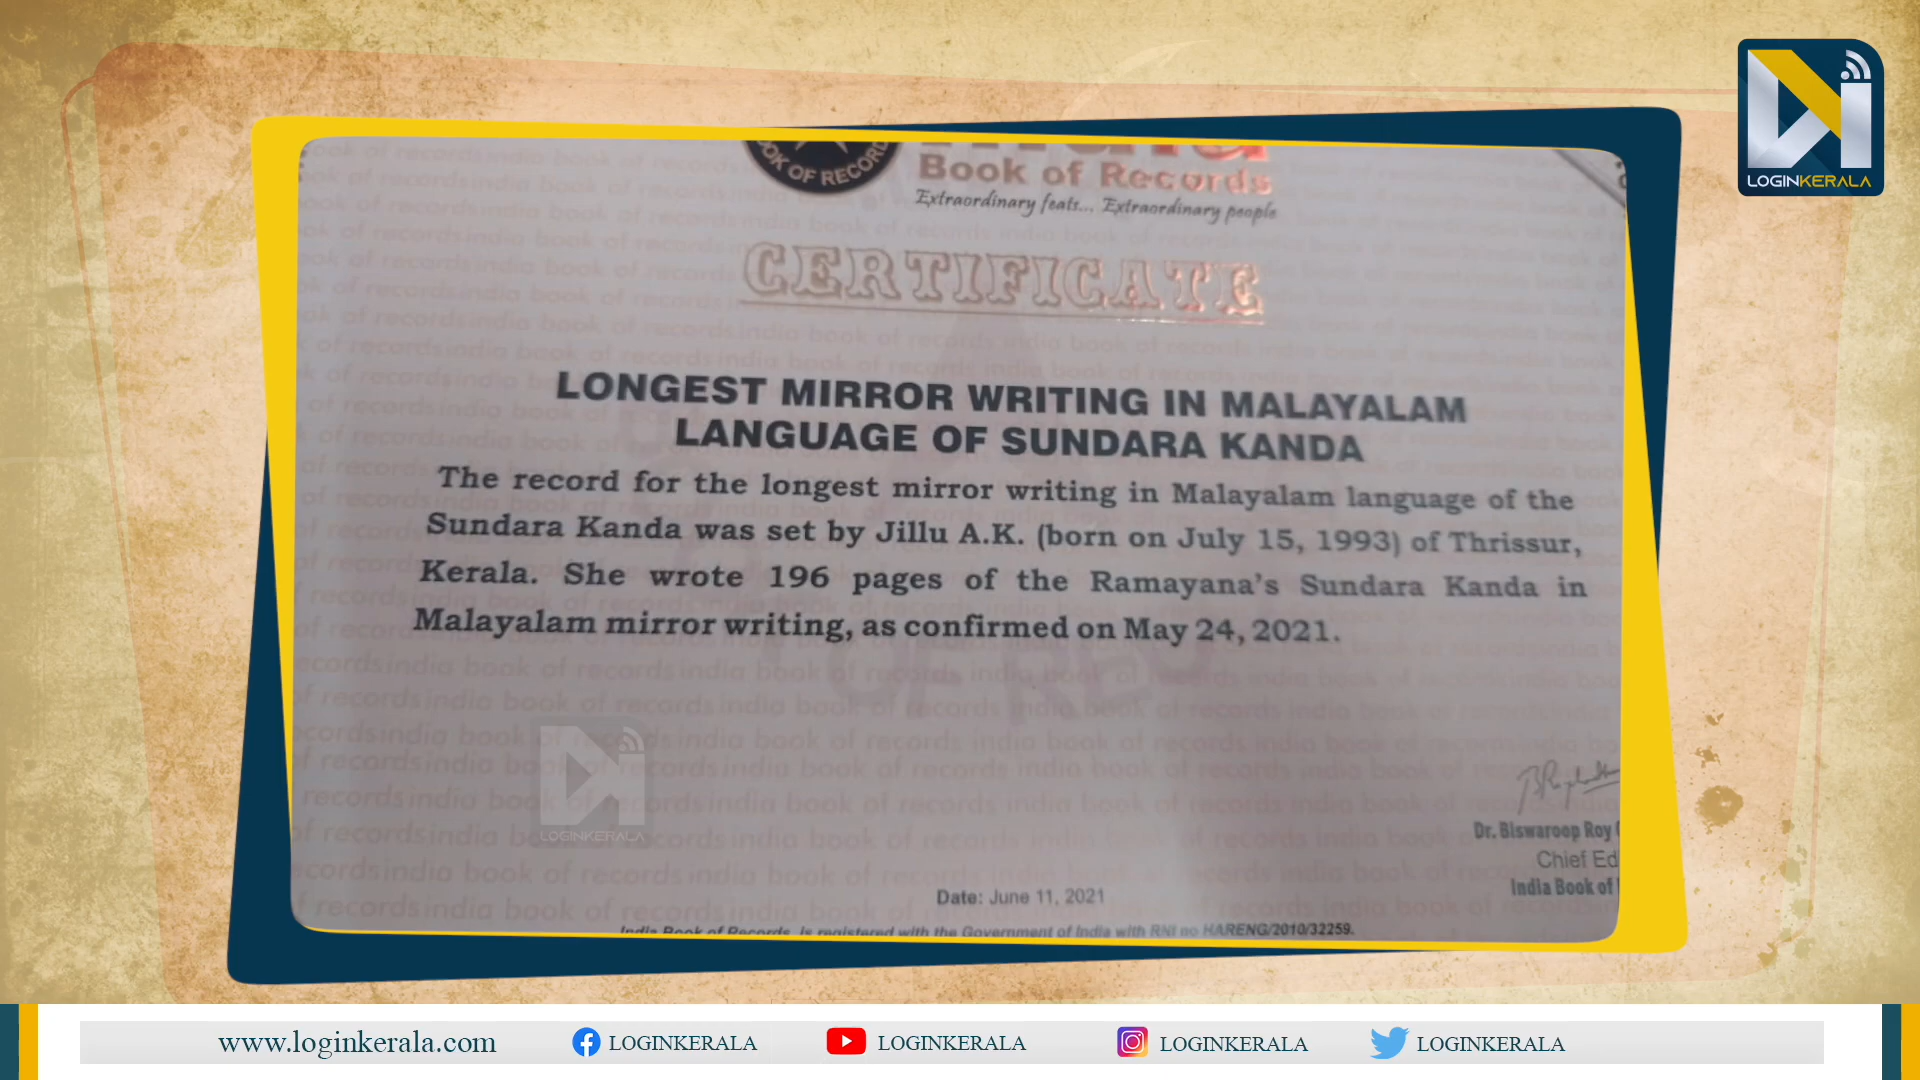 LOGINKERALA
BOOK OF RECORD
Book of Records
Extraordinary feats... Extraordinary people
CERTIFICATE
LONGEST MIRROR WRITING IN MALAYALAM
LANGUAGE OF SUNDARA KANDA
The record for the longest mirror writing in Malayalam language of the
Sundara Kanda was set by Jillu A.K. (born on July 15, 1993) of Thrissur,
Kerala. She wrote 196 pages of the Ramayana's Sundara Kanda in
Malayalam mirror writing, as confirmed on May 24, 2021.
LOGINKERALA
Dr. Biswaroop Roy
Chief Ed
India Book of
Date: June 11, 2021
India Book of Records, is registered with the Government of India with RNI no HARENG/2010/32259.
www.loginkerala.com LOGINKERALA LOGINKERALA LOGINKERALA LOGINKERALA